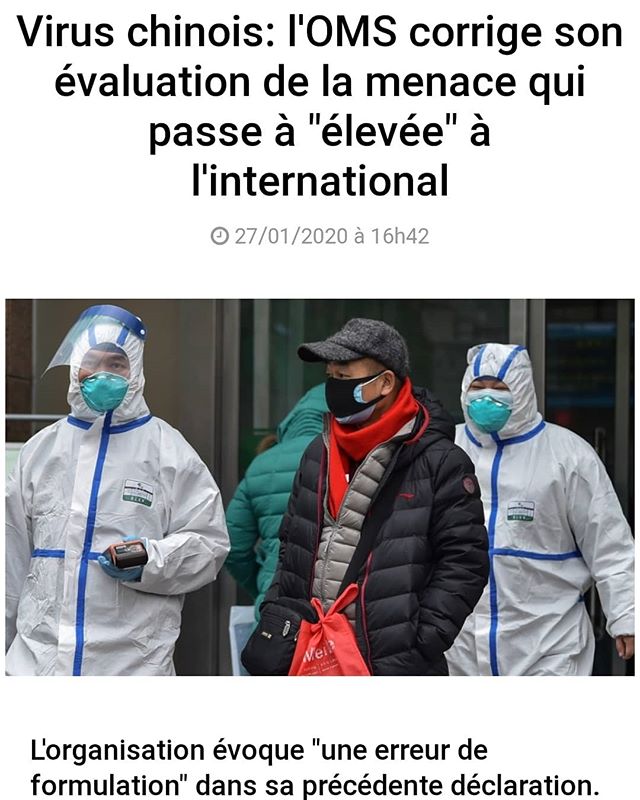 Virus chinois: l'OMS corrige son
évaluation de la menace qui
passe à "élevée" à
l'international
27/01/2020 à 16h42
Mei
L'organisation évoque "une erreur de
formulation" dans sa précédente déclaration.